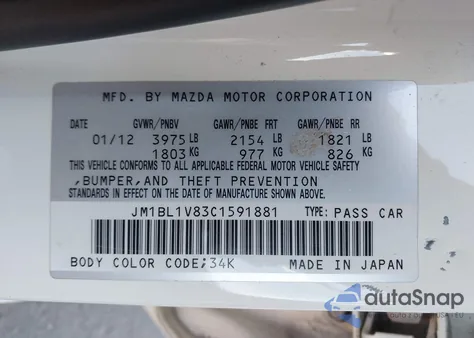 MFD. BY MAZDA MOTOR CORPORATION
DATE GVWR/PNBV GAWR/PNBE FRT GAWR/PNBE RR
01/12 3975 LB 2154 LB 1821 LB
1803 KG 977 KG 826 KG
THIS VEHICLE CONFORMS TO ALL APPLICABLE FEDERAL MOTOR VEHICLE SAFETY
,BUMPER,AND THEFT PREVENTION
STANDARDS IN EFFECT ON THE DATE OF MANUFACTURE SHOWN ABOVE.
JM1BL1V83C1591881 TYPE: PASS CAR
BODY COLOR CODE;34K MADE IN JAPAN
autaSnap